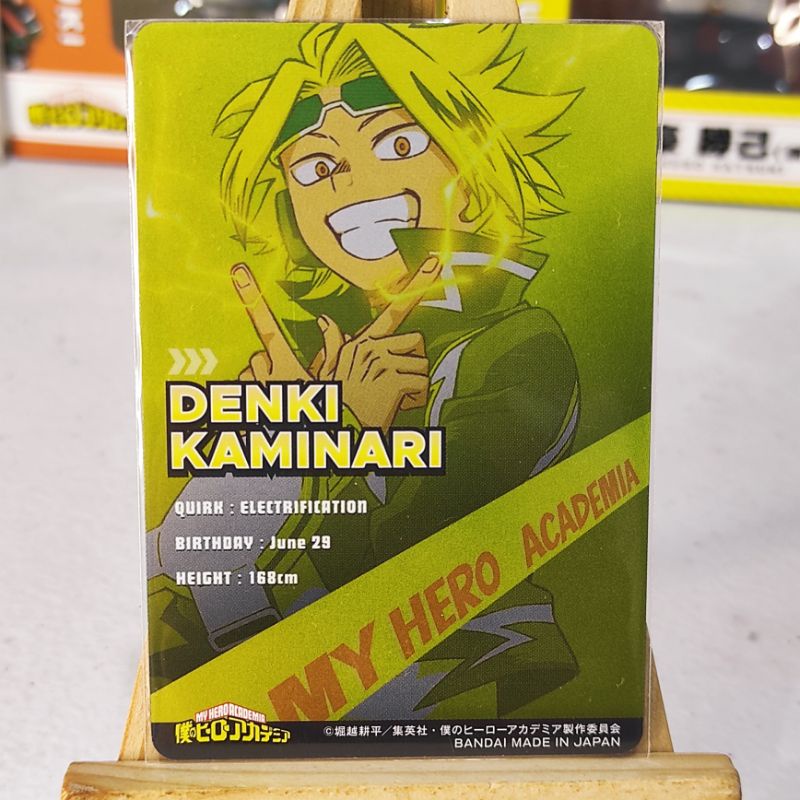 DENKI
KAMINARI
QUIRK : ELECTRIFICATION
BIRTHDAY : June 29
HEIGHT : 168cm
MY HERO ACADEMIA
MY HERO ACADEMIA
僕のヒーローアカデミア
©堀越耕平／集英社・僕のヒーローアカデミア製作委員会
BANDAI MADE IN JAPAN
勝己